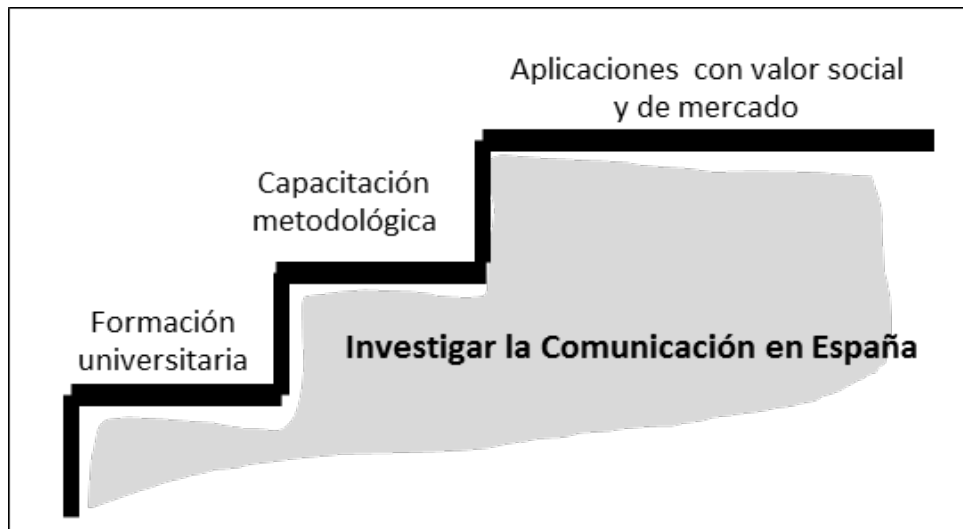 Aplicaciones con valor social
y de mercado
Capacitación
metodológica
Formación
universitaria
Investigar la Comunicación en España